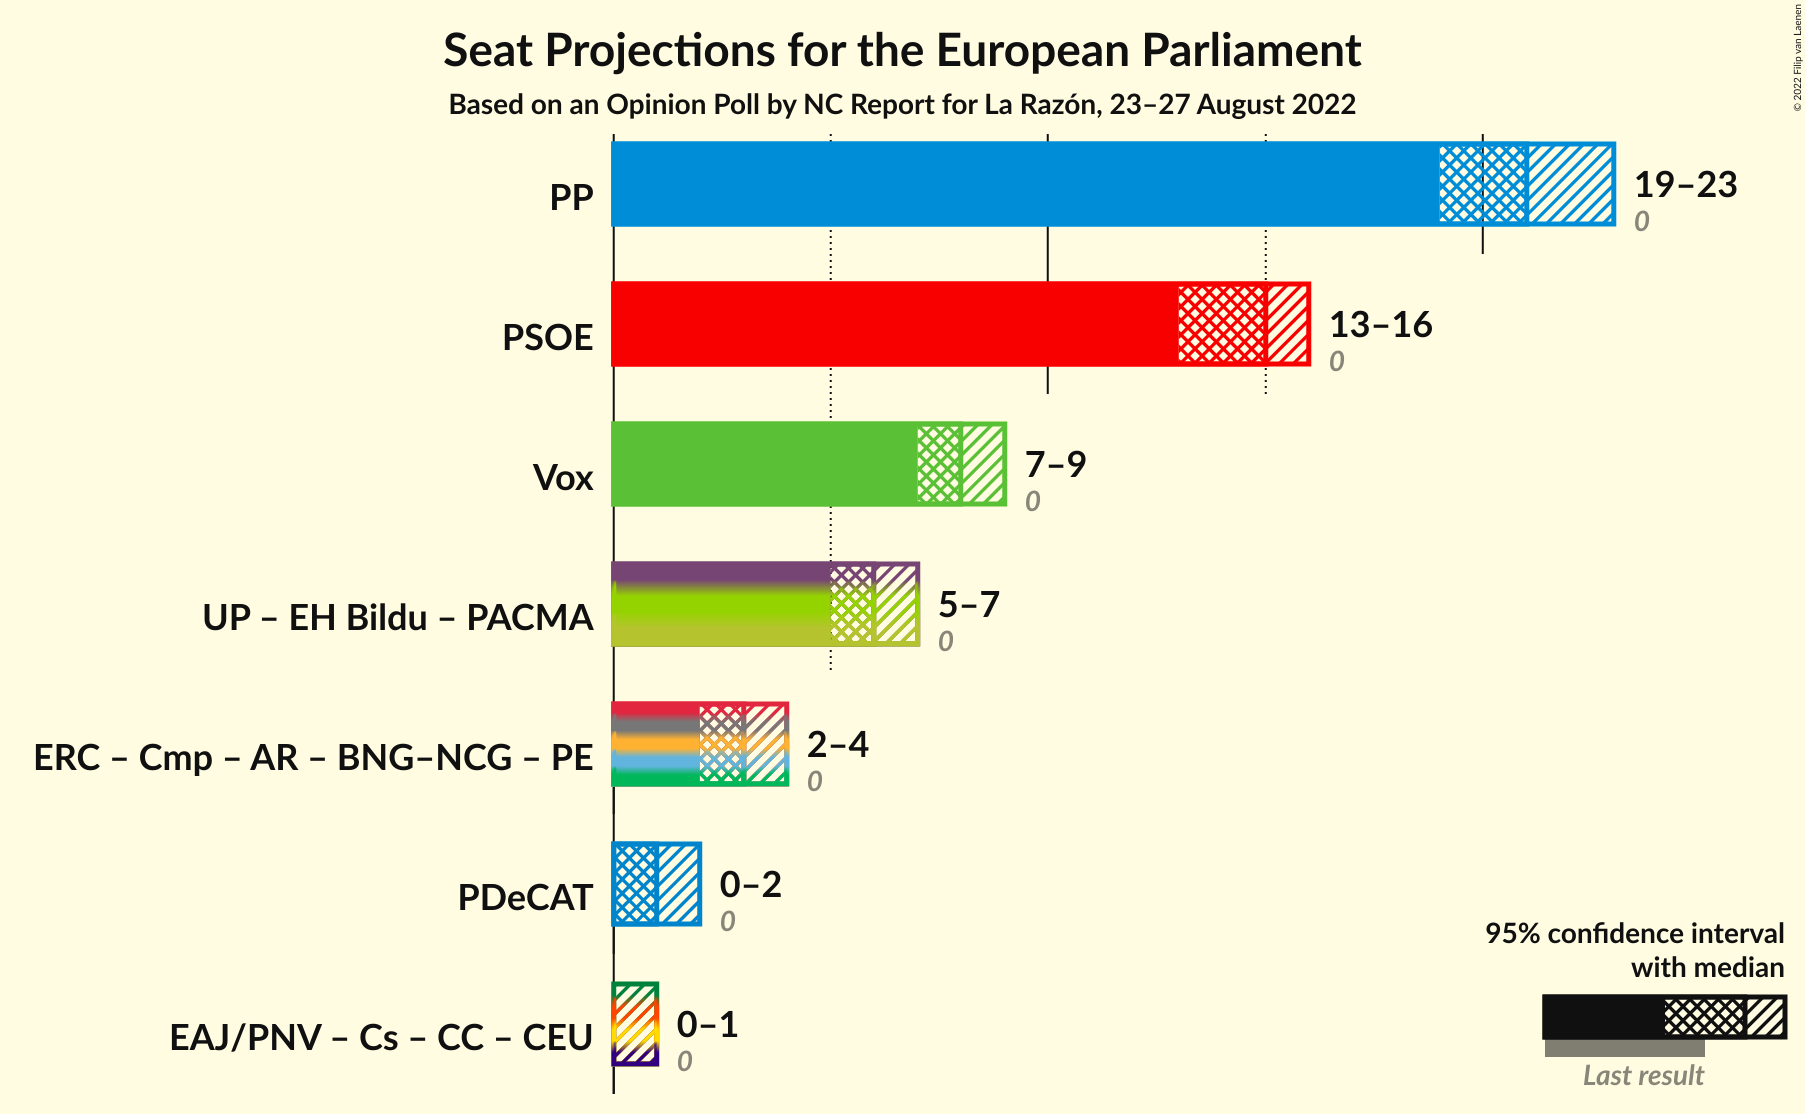 Seat Projections for the European Parliament
Based on an Opinion Poll by NC Report for La Razón, 23–27 August 2022
© 2022 Filip van Laenen
PP
19–23
0
PSOE
13–16
0
Vox
7–9
0
UP – EH Bildu – PACMA
5–7
0
ERC – Cmp – AR – BNG–NCG – PE
2–4
0
PDeCAT
0–2
0
EAJ/PNV – Cs – CC – CEU
0–1
0
95% confidence interval
with median
Last result